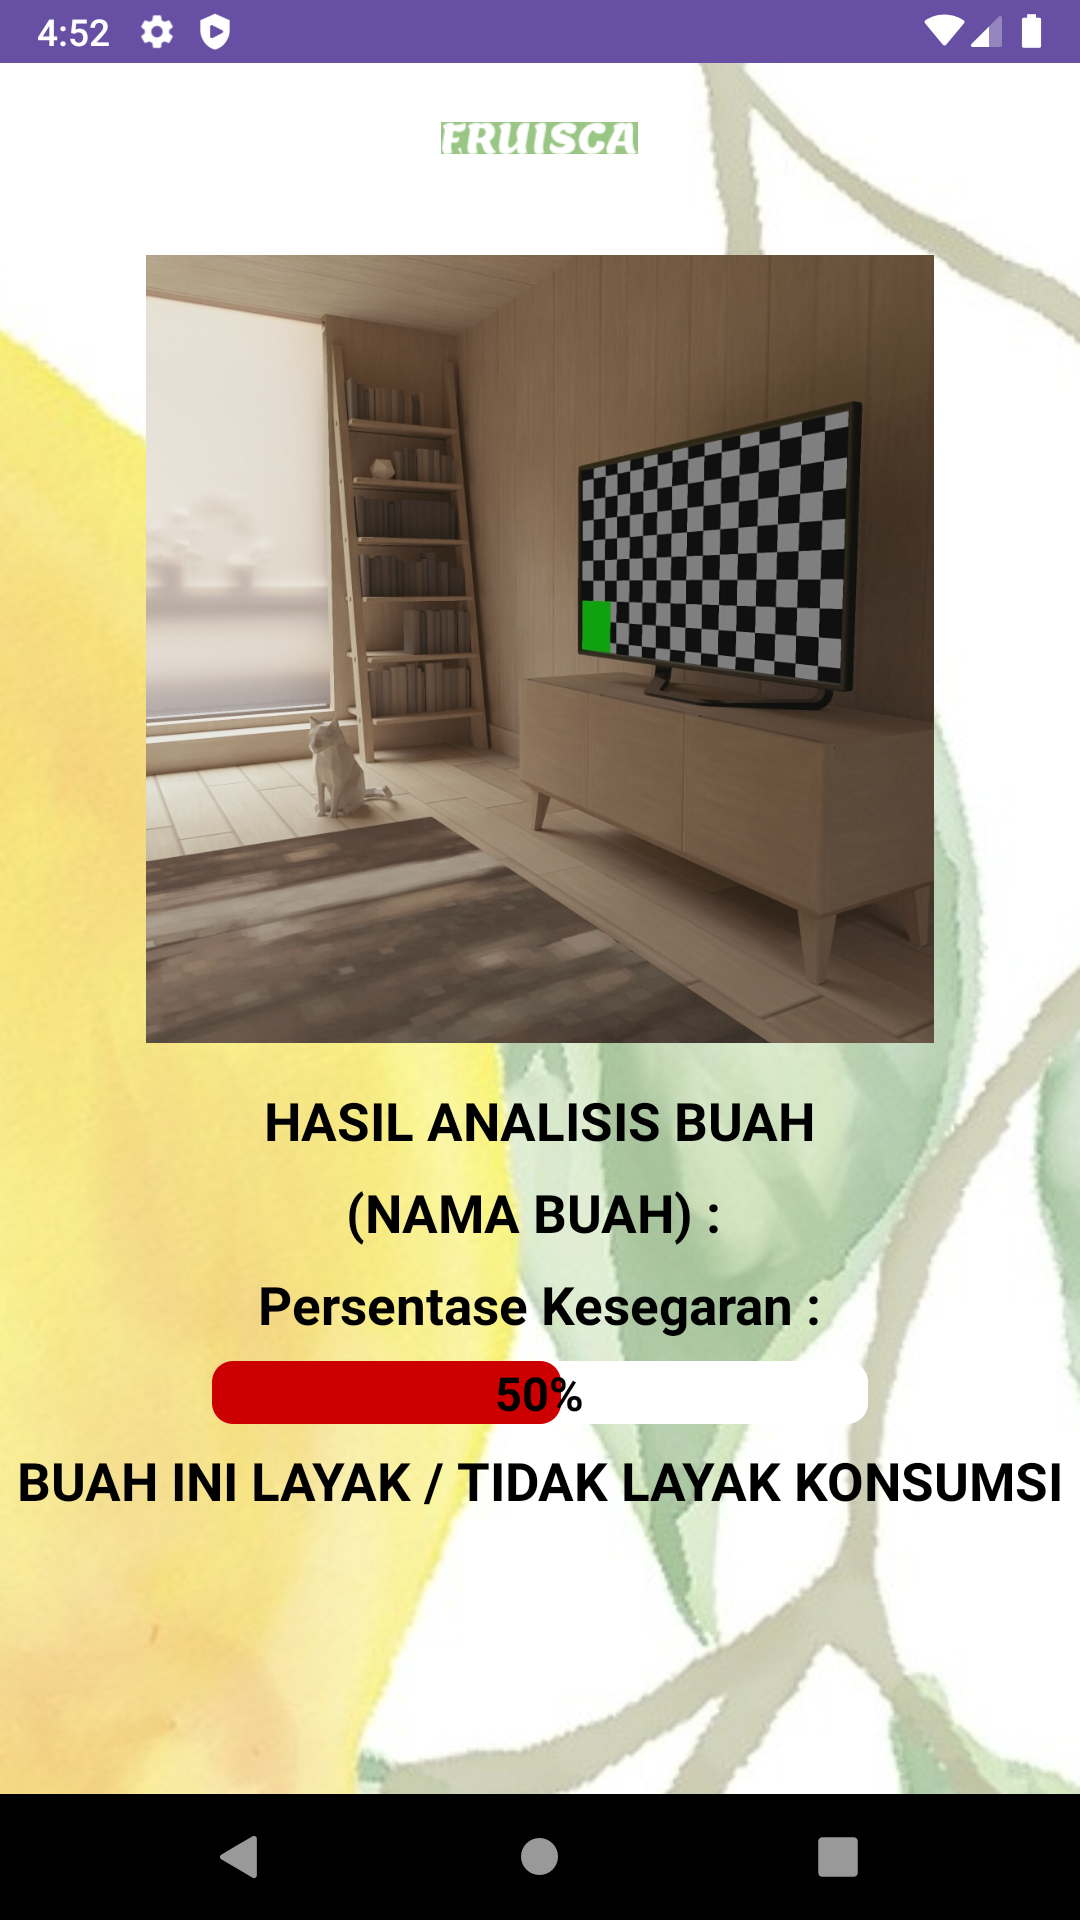 4:52
FRUISCA
HASIL ANALISIS BUAH
(NAMA BUAH) :
Persentase Kesegaran :
50%
BUAH INI LAYAK / TIDAK LAYAK KONSUMSI